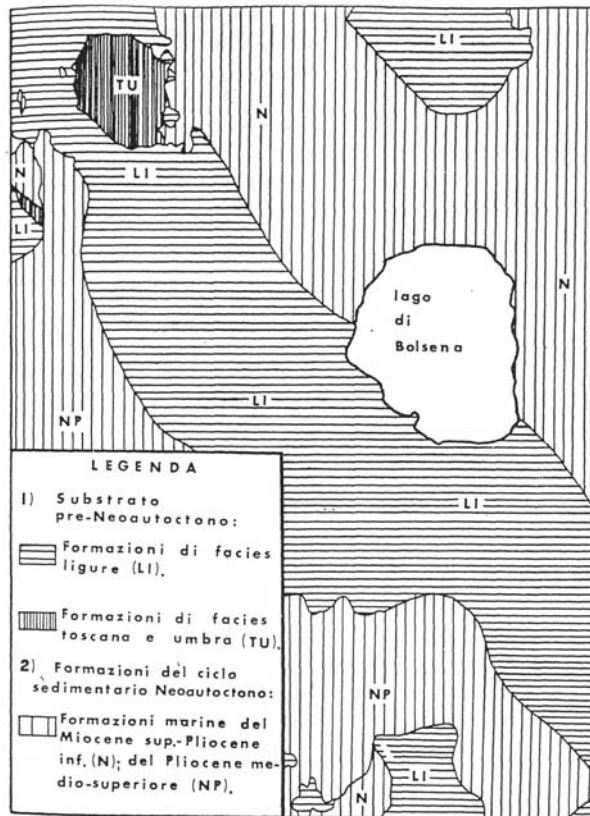 LI
TU
N
LI
N
LI
lago
di
Bolsena
N
LI
NP
LI
LEGENDA
1) Substrato
pre-Neoautoctono:
Formazioni di facies
ligure (LI).
Formazioni di facies
toscana e umbra (TU).
2) Formazioni del ciclo
sedimentario Neoautoctono:
Formazioni marine del
Miocene sup.-Pliocene
inf. (N); del Pliocene me-
dio-superiore (NP).
NP
LI
N